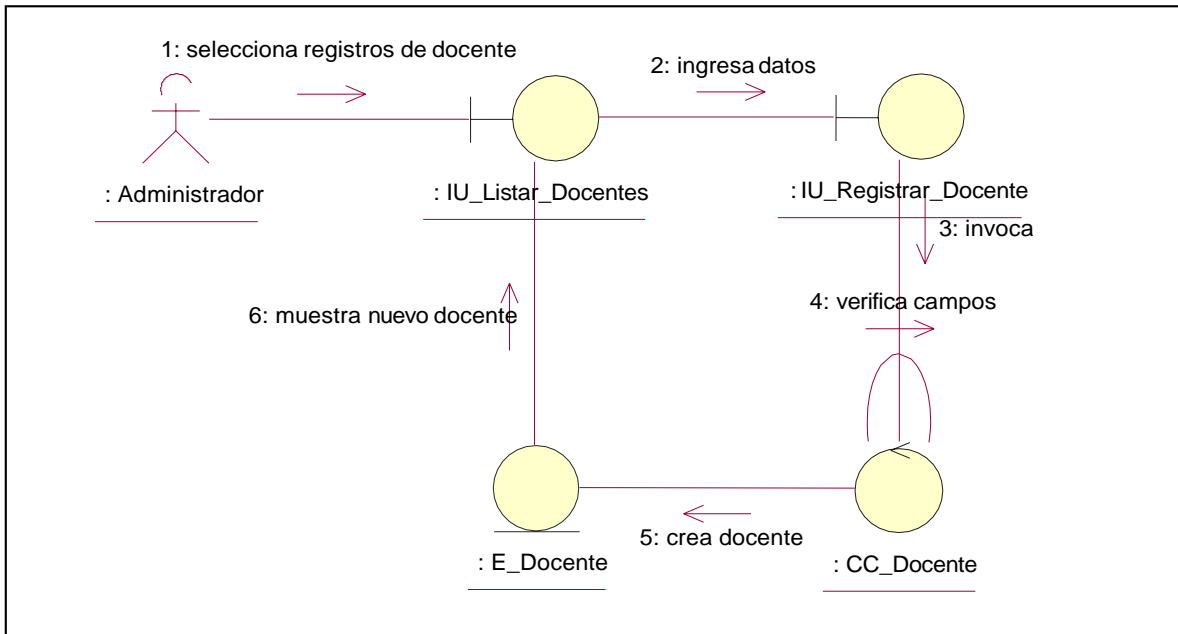 1: selecciona registros de docente
2: ingresa datos
: Administrador
: IU_Listar_Docentes
: IU_Registrar_Docente
3: invoca
6: muestra nuevo docente
4: verifica campos
5: crea docente
: E_Docente
: CC_Docente